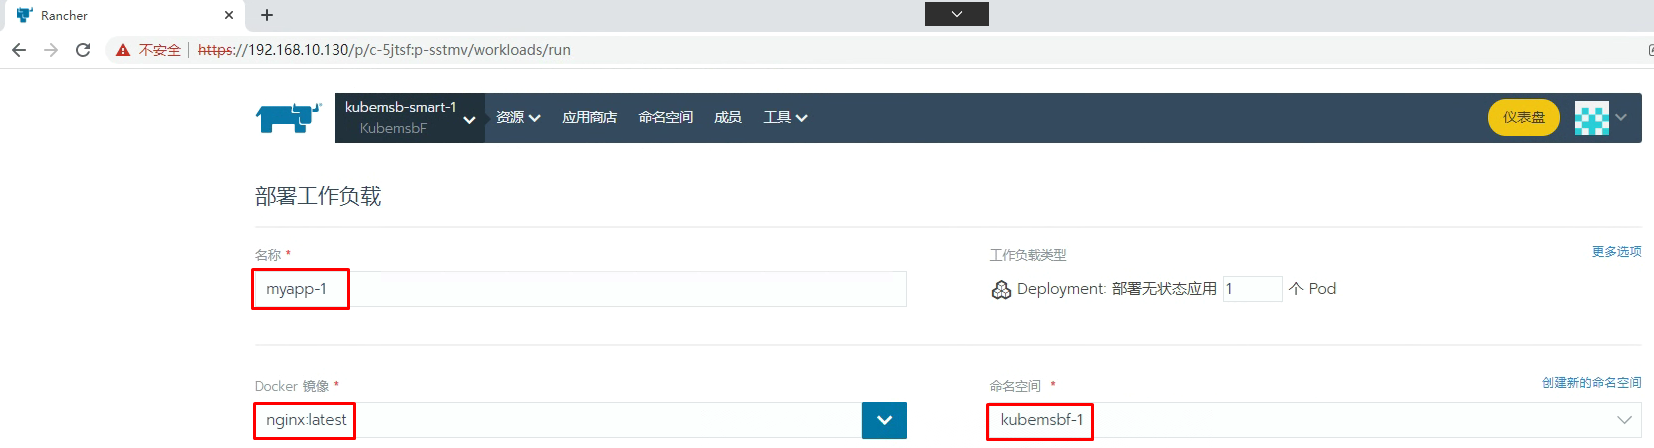 Rancher
不安全 https://192.168.10.130/p/c-5jtsf:p-sstmv/workloads/run
kubemsb-smart-1
KubemsbF
资源 应用商店 命名空间 成员 工具 仪表盘
部署工作负载
名称 * 工作负载类型 更多选项
myapp-1 Deployment: 部署无状态应用 1 个 Pod
Docker 镜像 * 命名空间 * 创建新的命名空间
nginx:latest kubemsbf-1